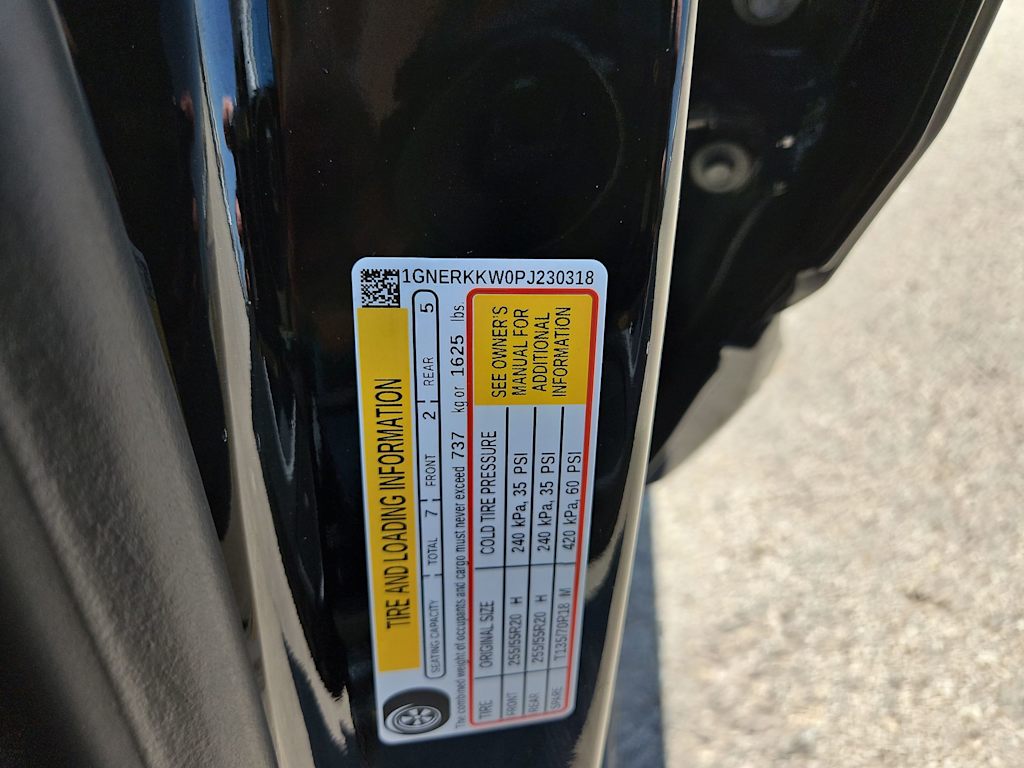 1GNERKKW0PJ230318
TIRE AND LOADING INFORMATION
SEATING CAPACITY TOTAL 7 FRONT 2 REAR 5
The combined weight of occupants and cargo must never exceed 737 kg or 1625 lbs.
TIRE ORIGINAL SIZE COLD TIRE PRESSURE
FRONT 255/55R20 H 240 kPa, 35 PSI
REAR 255/55R20 H 240 kPa, 35 PSI
SPARE T135/70R18 M 420 kPa, 60 PSI
SEE OWNER'S
MANUAL FOR
ADDITIONAL
INFORMATION